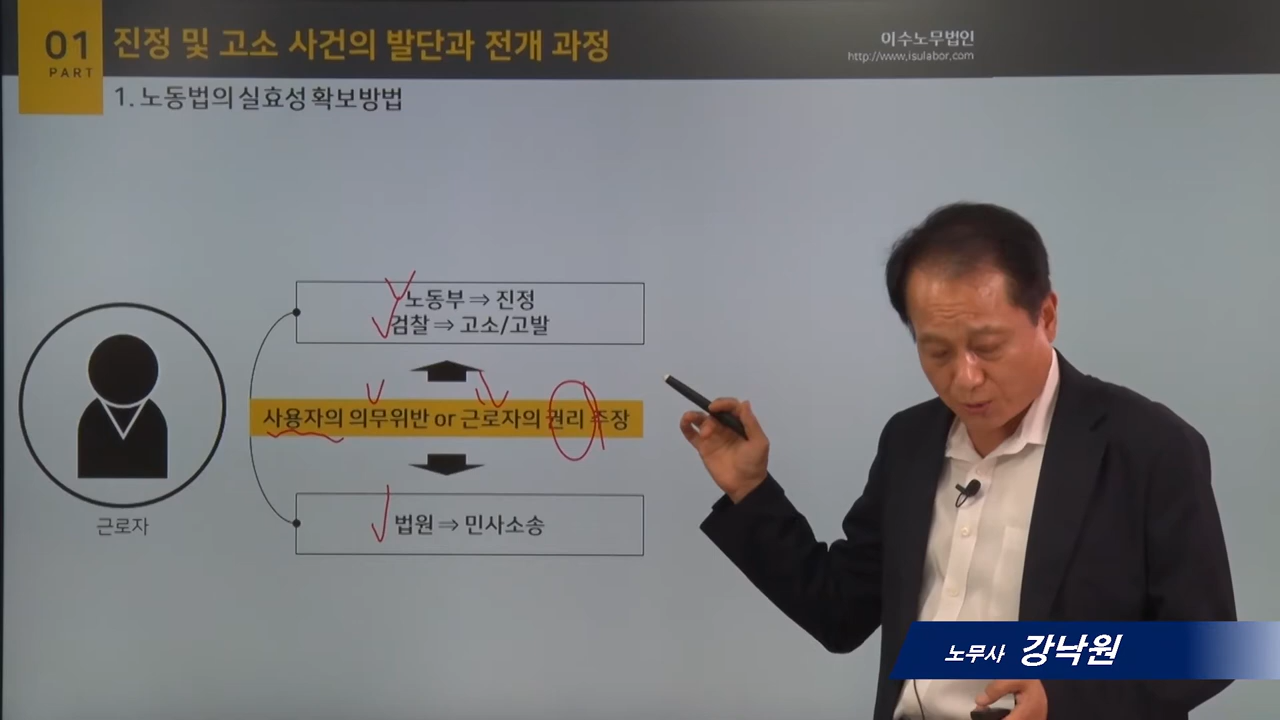 01
PART
진정 및 고소 사건의 발단과 전개 과정
이수노무법인
http://www.isulabor.com
1. 노동법의 실효성 확보방법
노동부 ⇒ 진정
검찰 ⇒ 고소/고발
사용자의 의무위반 or 근로자의 권리 주장
법원 ⇒ 민사소송
근로자
노무사 강낙원